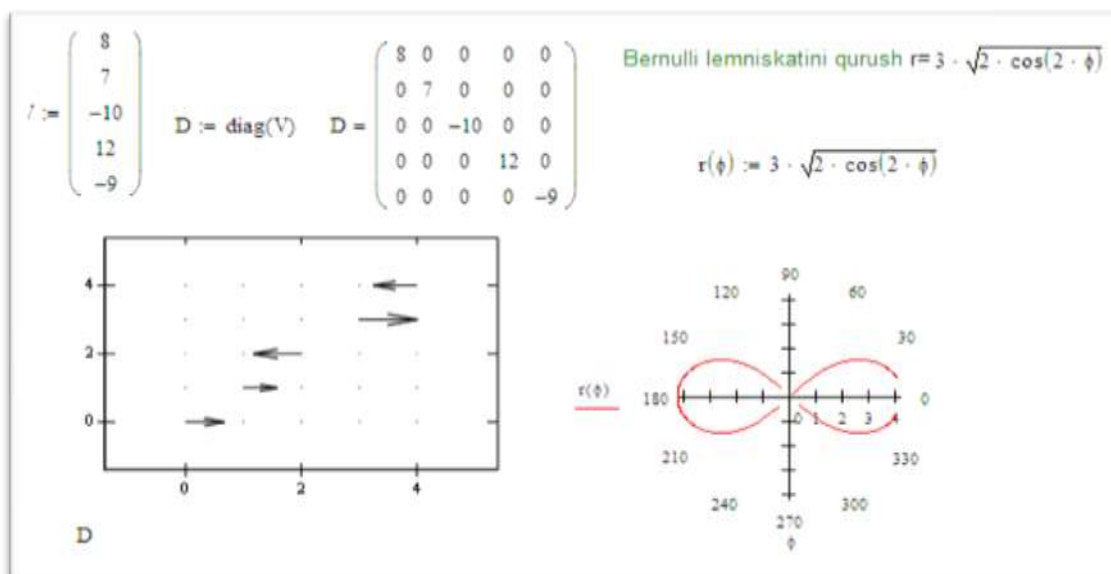 V := ( 8 7 −10 12 −9 )
D := diag(V)
D = ( 8 0 0 0 0
0 7 0 0 0
0 0 −10 0 0
0 0 0 12 0
0 0 0 0 −9 )
Bernulli lemniskatini qurush r= 3 · √2 · cos(2 · ϕ)
r(ϕ) := 3 · √2 · cos(2 · ϕ)
4
2
0
0 2 4
D
90
120 60
150 30
r(ϕ) 180 0 1 2 3 4 0
210 330
240 300
270
ϕ